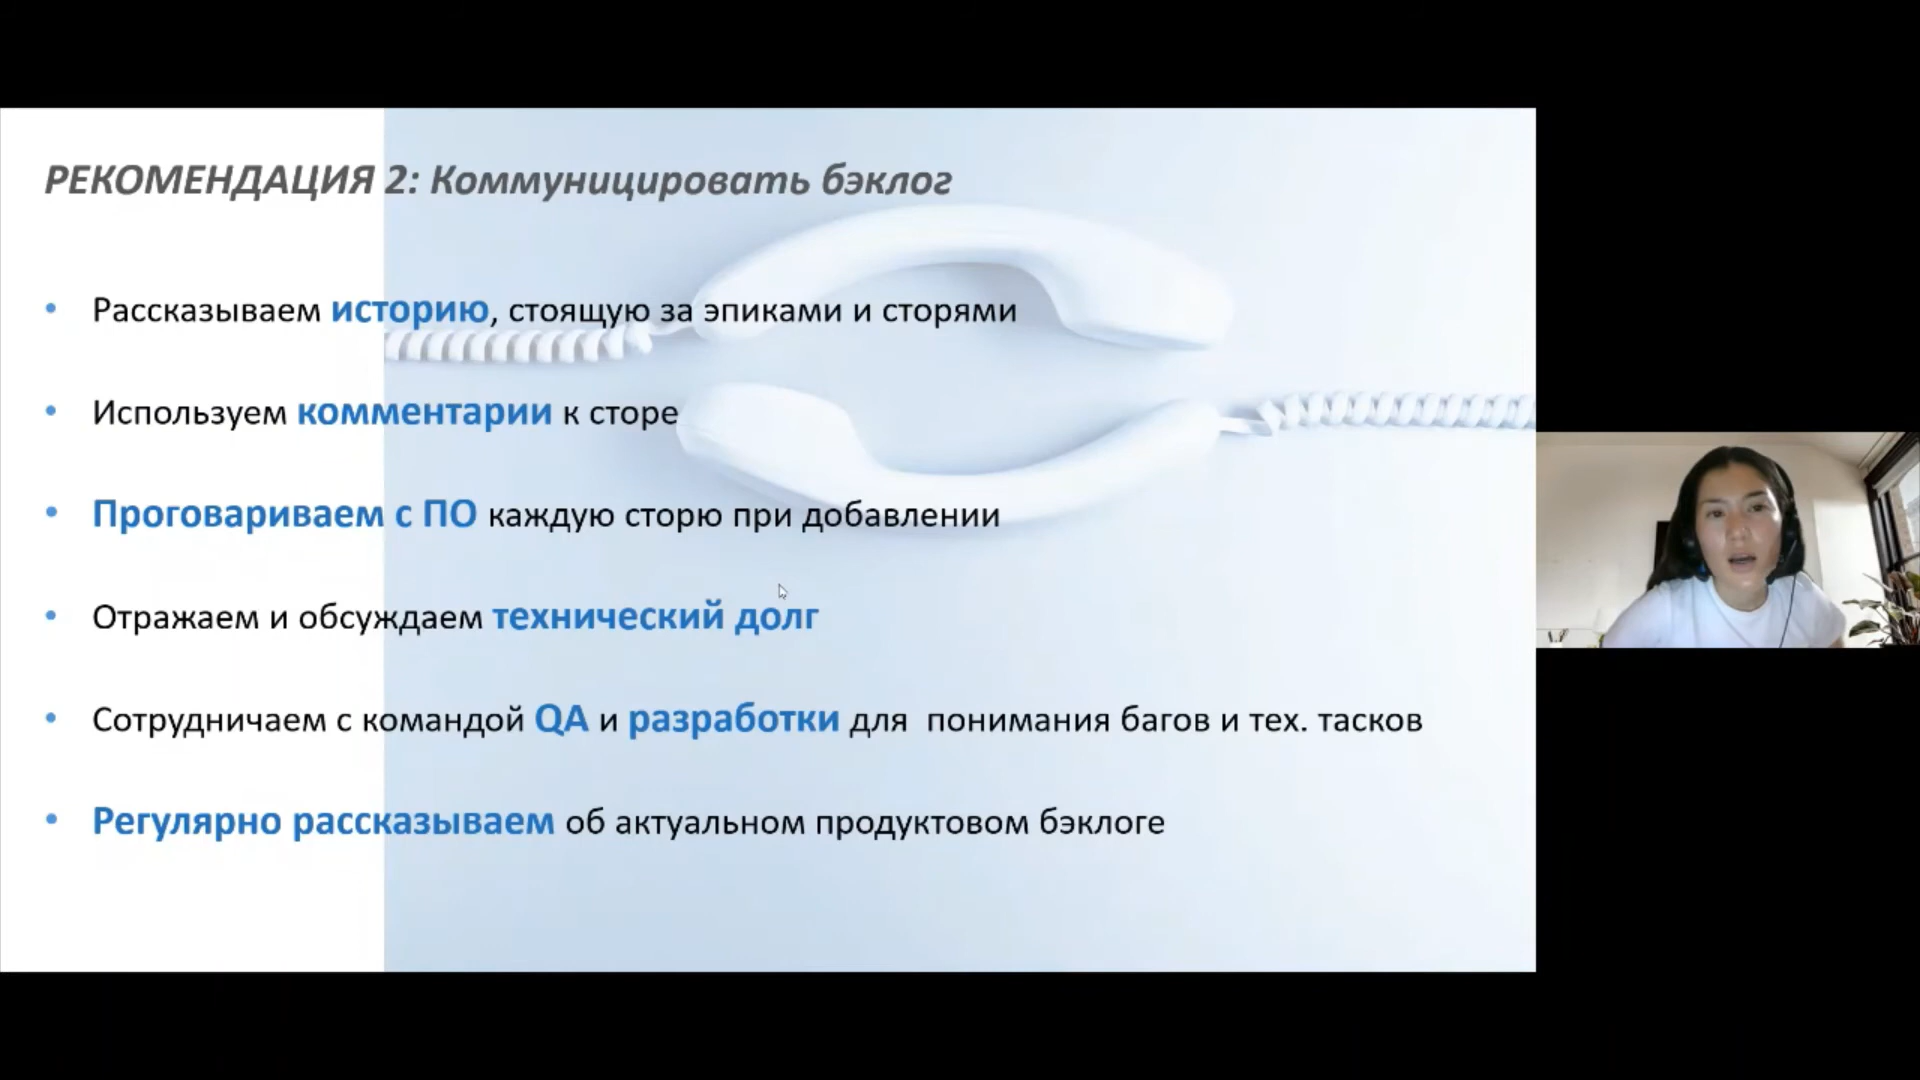 РЕКОМЕНДАЦИЯ 2: Коммуницировать бэклог
• Рассказываем историю, стоящую за эпиками и сторями
• Используем комментарии к сторе
• Проговариваем с ПО каждую сторю при добавлении
• Отражаем и обсуждаем технический долг
• Сотрудничаем с командой QA и разработки для понимания багов и тех. тасков
• Регулярно рассказываем об актуальном продуктовом бэклоге